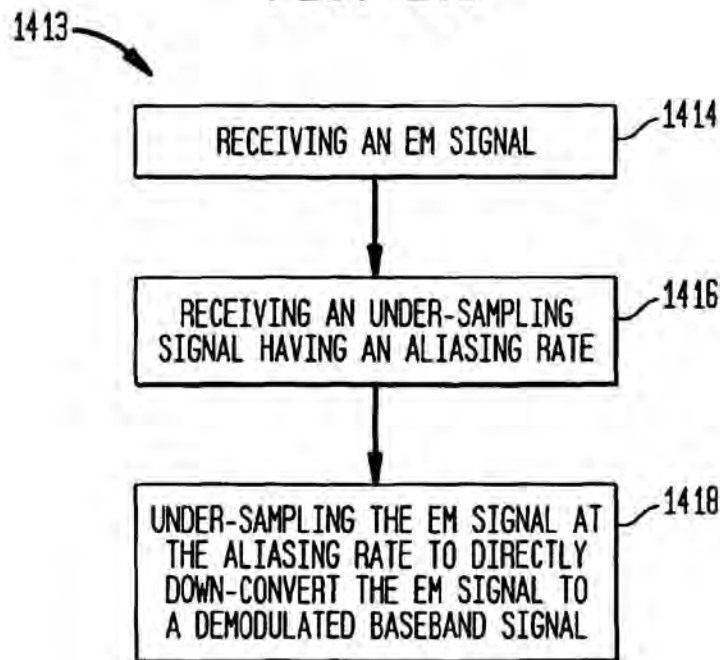 1413
RECEIVING AN EM SIGNAL
1414
RECEIVING AN UNDER-SAMPLING
SIGNAL HAVING AN ALIASING RATE
1416
UNDER-SAMPLING THE EM SIGNAL AT
THE ALIASING RATE TO DIRECTLY
DOWN-CONVERT THE EM SIGNAL TO
A DEMODULATED BASEBAND SIGNAL
1418